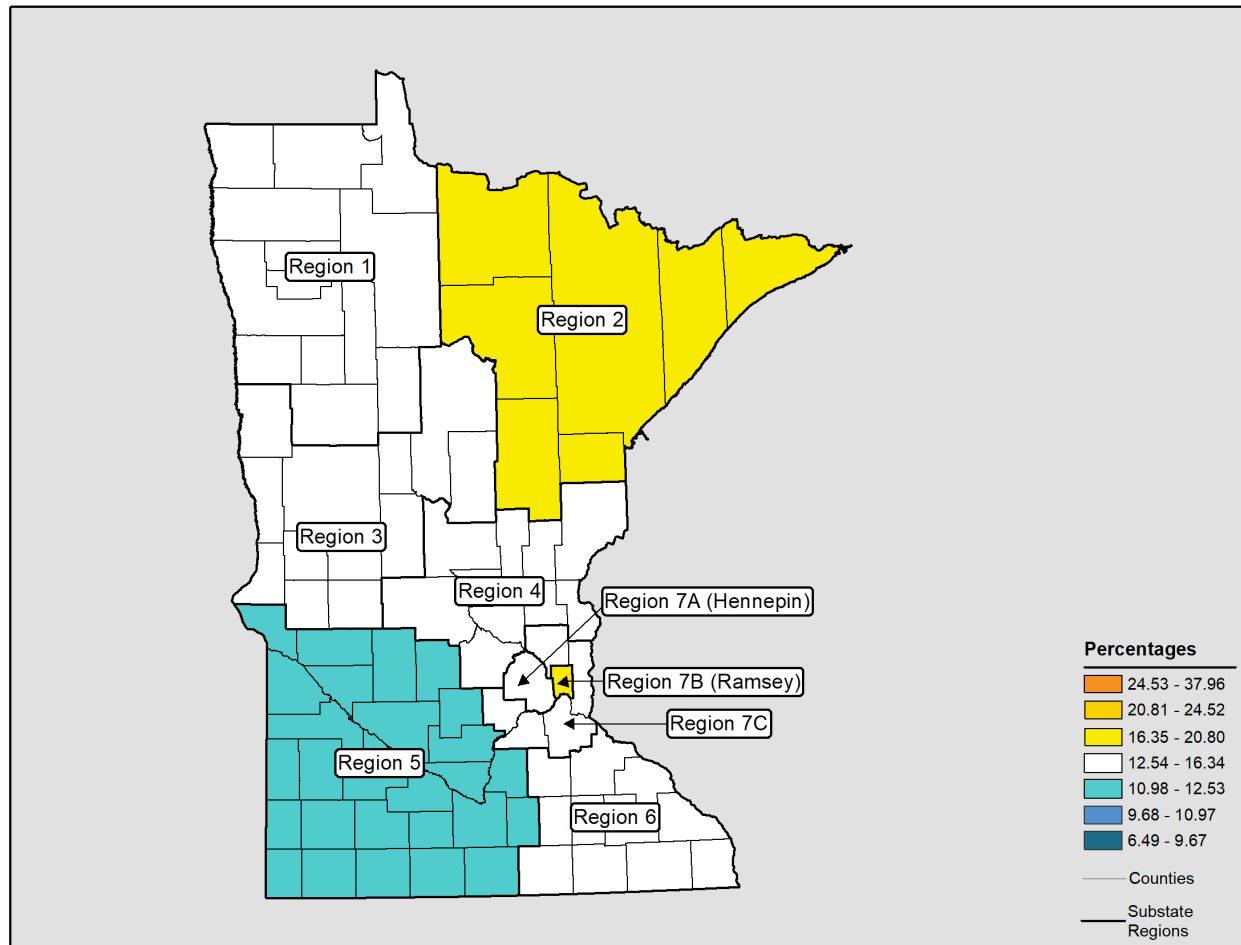 Region 1
Region 2
Region 3
Region 4
Region 7A (Hennepin)
Region 7B (Ramsey)
Region 7C
Region 5
Region 6
Percentages
24.53 - 37.96
20.81 - 24.52
16.35 - 20.80
12.54 - 16.34
10.98 - 12.53
9.68 - 10.97
6.49 - 9.67
Counties
Substate
Regions